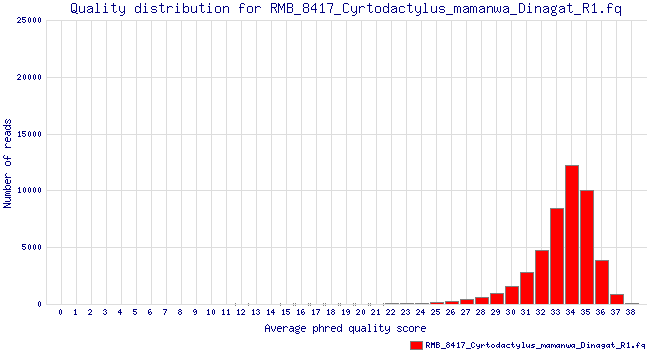 Quality distribution for RMB_8417_Cyrtodactylus_mamanwa_Dinagat_R1.fq
25000
20000
15000
10000
5000
0
Number of reads
0 1 2 3 4 5 6 7 8 9 10 11 12 13 14 15 16 17 18 19 20 21 22 23 24 25 26 27 28 29 30 31 32 33 34 35 36 37 38
Average phred quality score
RMB_8417_Cyrtodactylus_mamanwa_Dinagat_R1.fq